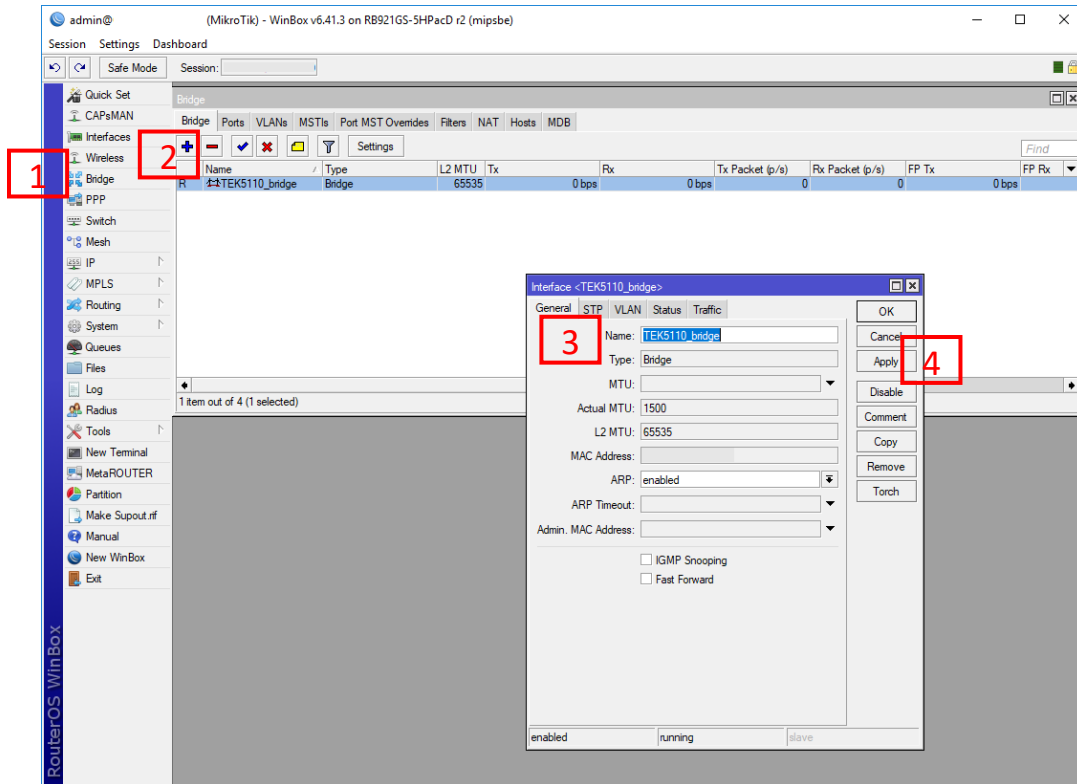 admin@ (MikroTik) - WinBox v6.41.3 on RB921GS-5HPacD r2 (mipsbe)
Session Settings Dashboard
Safe Mode Session:
Quick Set
CAPsMAN
Interfaces
Wireless
Bridge
PPP
Switch
Mesh
IP
MPLS
Routing
System
Queues
Files
Log
Radius
Tools
New Terminal
MetaROUTER
Partition
Make Supout.rif
Manual
New WinBox
Exit
RouterOS WinBox
1
2
Bridge
Bridge Ports VLANs MSTIs Port MST Overrides Filters NAT Hosts MDB
Settings Find
Name Type L2 MTU Tx Rx Tx Packet (p/s) Rx Packet (p/s) FP Tx FP Rx
R TEK5110_bridge Bridge 65535 0 bps 0 bps 0 0 0 bps
1 item out of 4 (1 selected)
Interface <TEK5110_bridge>
General STP VLAN Status Traffic
3
Name: TEK5110_bridge
Type: Bridge
MTU:
Actual MTU: 1500
L2 MTU: 65535
MAC Address:
ARP: enabled
ARP Timeout:
Admin. MAC Address:
IGMP Snooping
Fast Forward
OK
Cancel
Apply
4
Disable
Comment
Copy
Remove
Torch
enabled running slave